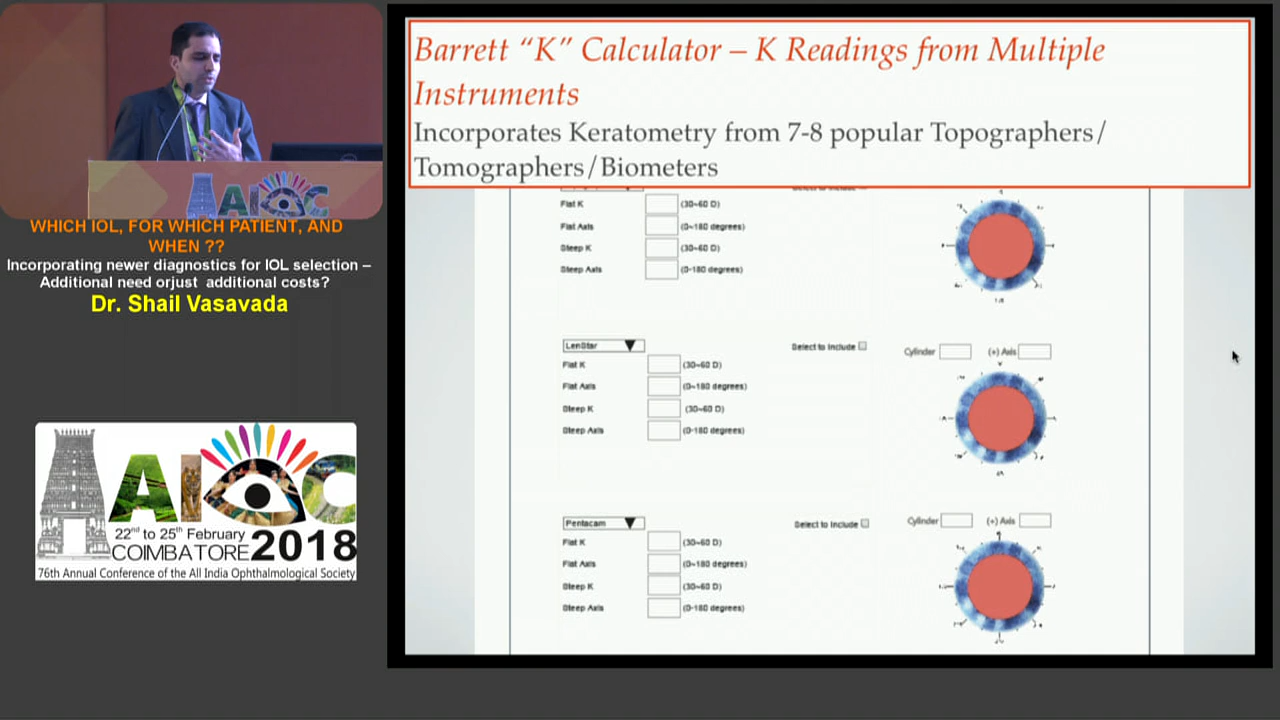 AIOC
WHICH IOL, FOR WHICH PATIENT, AND
WHEN ??
Incorporating newer diagnostics for IOL selection –
Additional need orjust additional costs?
Dr. Shail Vasavada
AIOC
22nd to 25th February
COIMBATORE 2018
76th Annual Conference of the All India Ophthalmological Society
Barrett “K” Calculator – K Readings from Multiple
Instruments
Incorporates Keratometry from 7-8 popular Topographers/
Tomographers/Biometers
Flat K (30~60 D)
Flat Axis (0~180 degrees)
Steep K (30~60 D)
Steep Axis (0-180 degrees)
LenStar Select to Include Cylinder (+) Axis
Flat K (30~60 D)
Flat Axis (0~180 degrees)
Steep K (30~60 D)
Steep Axis (0-180 degrees)
Pentacam Select to Include Cylinder (+) Axis
Flat K (30~60 D)
Flat Axis (0~180 degrees)
Steep K (30~60 D)
Steep Axis (0-180 degrees)